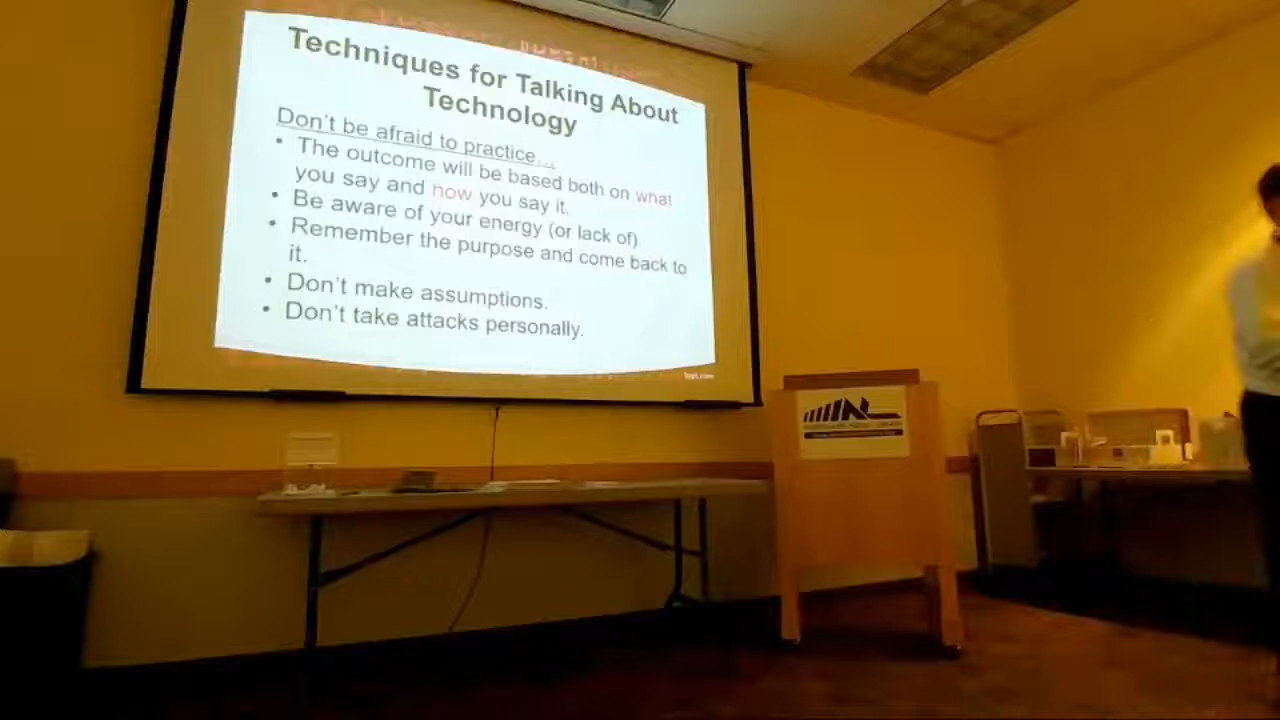 Techniques for Talking About
Technology
Don't be afraid to practice...
• The outcome will be based both on what
you say and how you say it.
• Be aware of your energy (or lack of)
• Remember the purpose and come back to
it.
• Don't make assumptions.
• Don't take attacks personally.